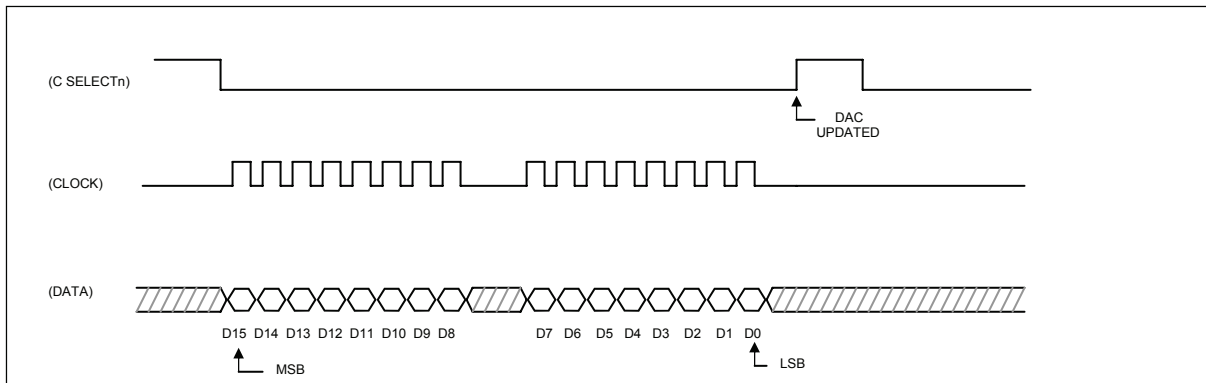 (C SELECTn)
DAC
UPDATED
(CLOCK)
(DATA)
D15 D14 D13 D12 D11 D10 D9 D8 D7 D6 D5 D4 D3 D2 D1 D0
MSB LSB